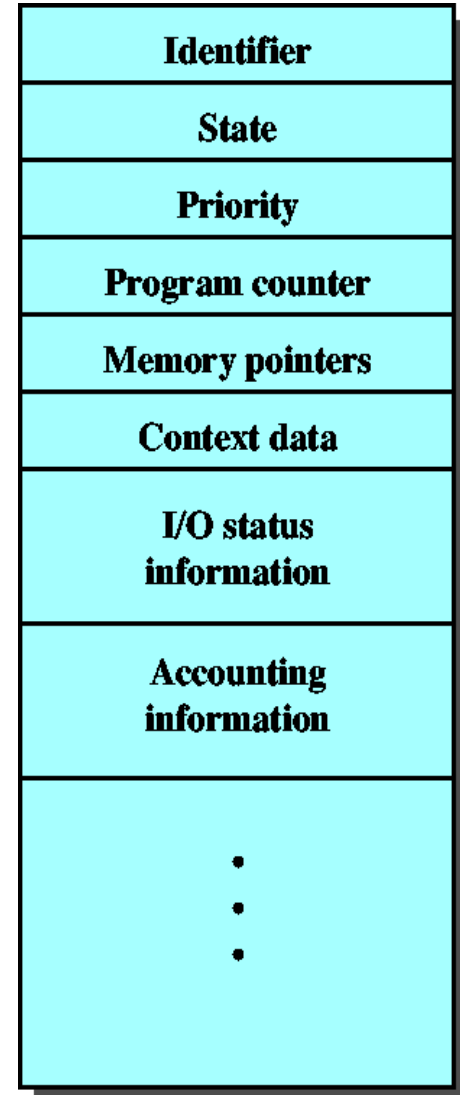 Identifier
State
Priority
Program counter
Memory pointers
Context data
I/O status
information
Accounting
information
•
•
•